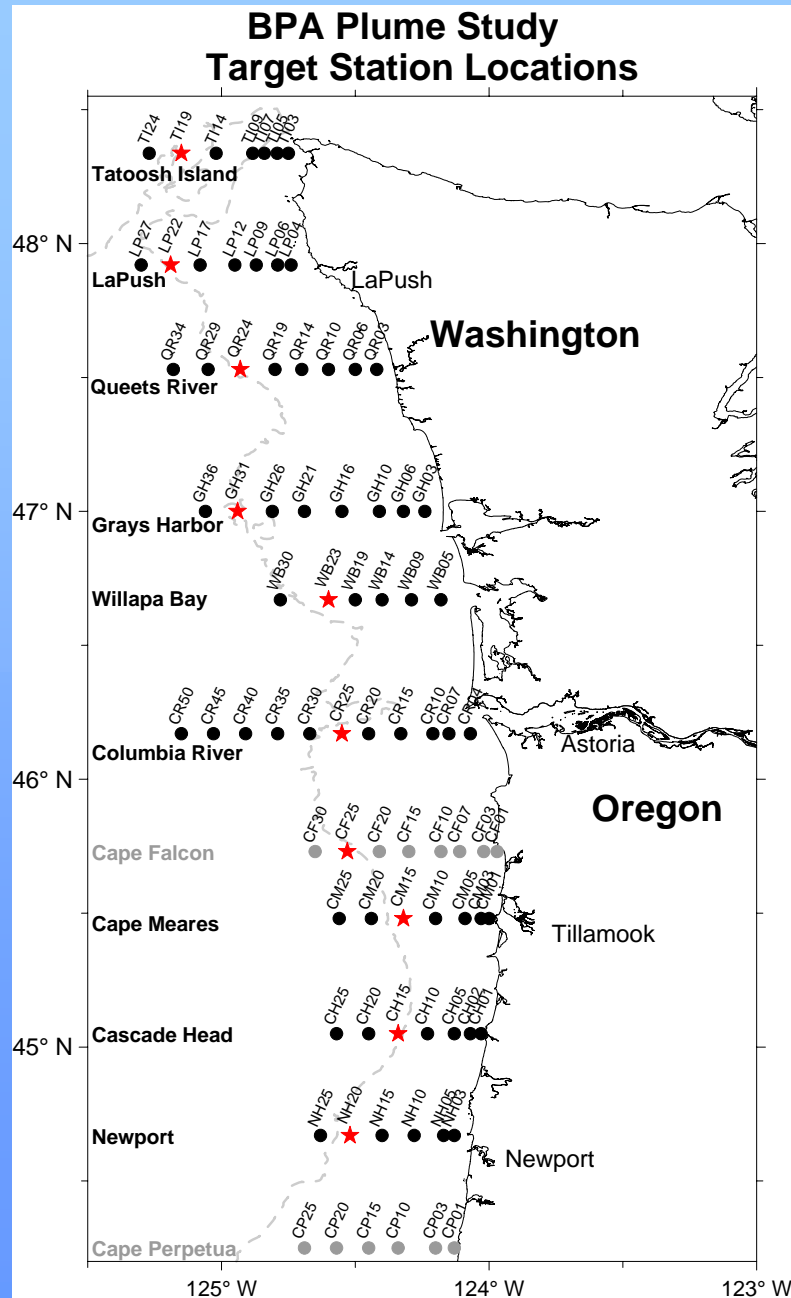 BPA Plume Study
Target Station Locations
TI24 TI19 TI14 TI09 TI07 TI05 TI03
Tatoosh Island
48° N
LP27 LP22 LP17 LP12 LP09 LP06 LP04
LaPush
LaPush
Washington
QR34 QR29 QR24 QR19 QR14 QR10 QR06 QR03
Queets River
GH36 GH31 GH26 GH21 GH16 GH10 GH06 GH03
47° N
Grays Harbor
WB30 WB23 WB19 WB14 WB09 WB05
Willapa Bay
CR50 CR45 CR40 CR35 CR30 CR25 CR20 CR15 CR10 CR07 CR04
Columbia River
Astoria
46° N
Oregon
CF30 CF25 CF20 CF15 CF10 CF07 CF03 CF01
Cape Falcon
CM25 CM20 CM15 CM10 CM05 CM03 CM01
Cape Meares
Tillamook
CH25 CH20 CH15 CH10 CH05 CH02 CH01
Cascade Head
45° N
NH25 NH20 NH15 NH10 NH05 NH03
Newport
Newport
CP25 CP20 CP15 CP10 CP03 CP01
Cape Perpetua
125° W 124° W 123° W